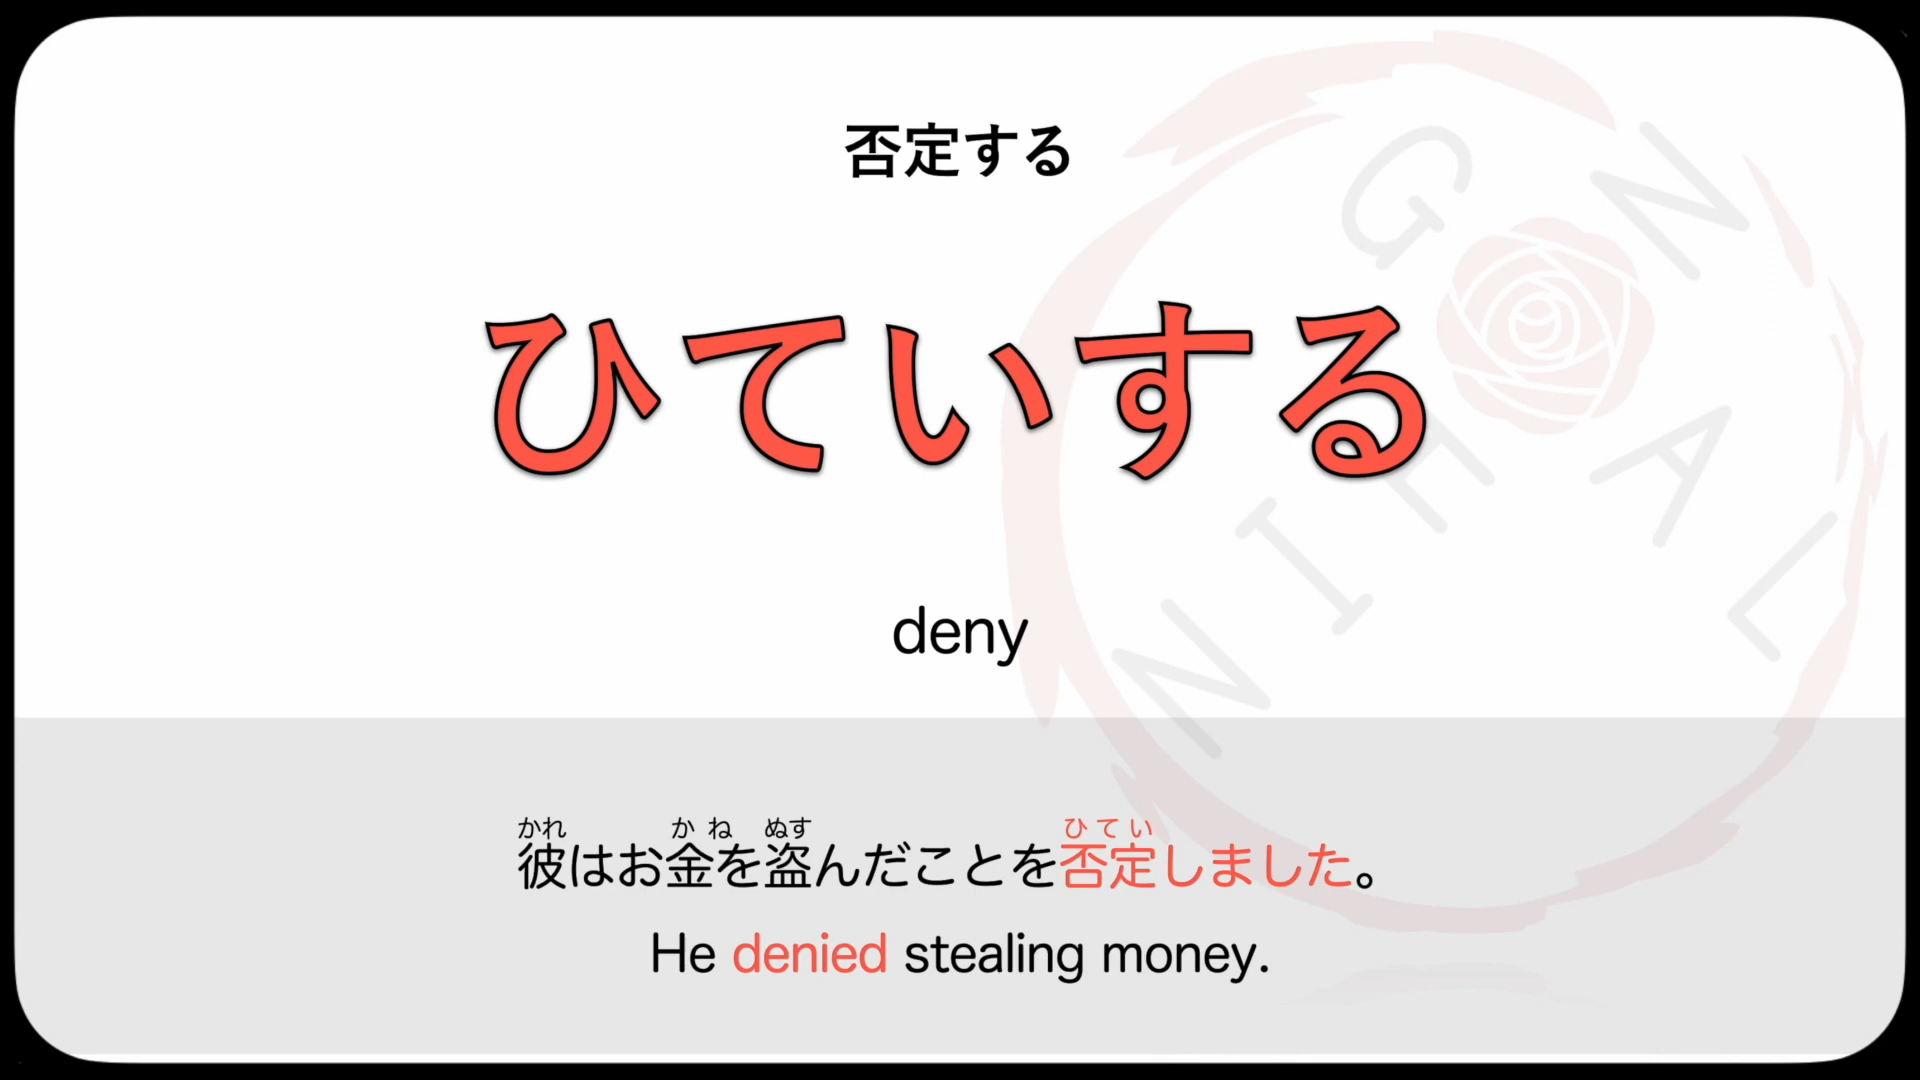 否定する
ひていする
deny
かれ かね ぬす ひてい
彼はお金を盗んだことを否定しました。
He denied stealing money.
NIHONGO